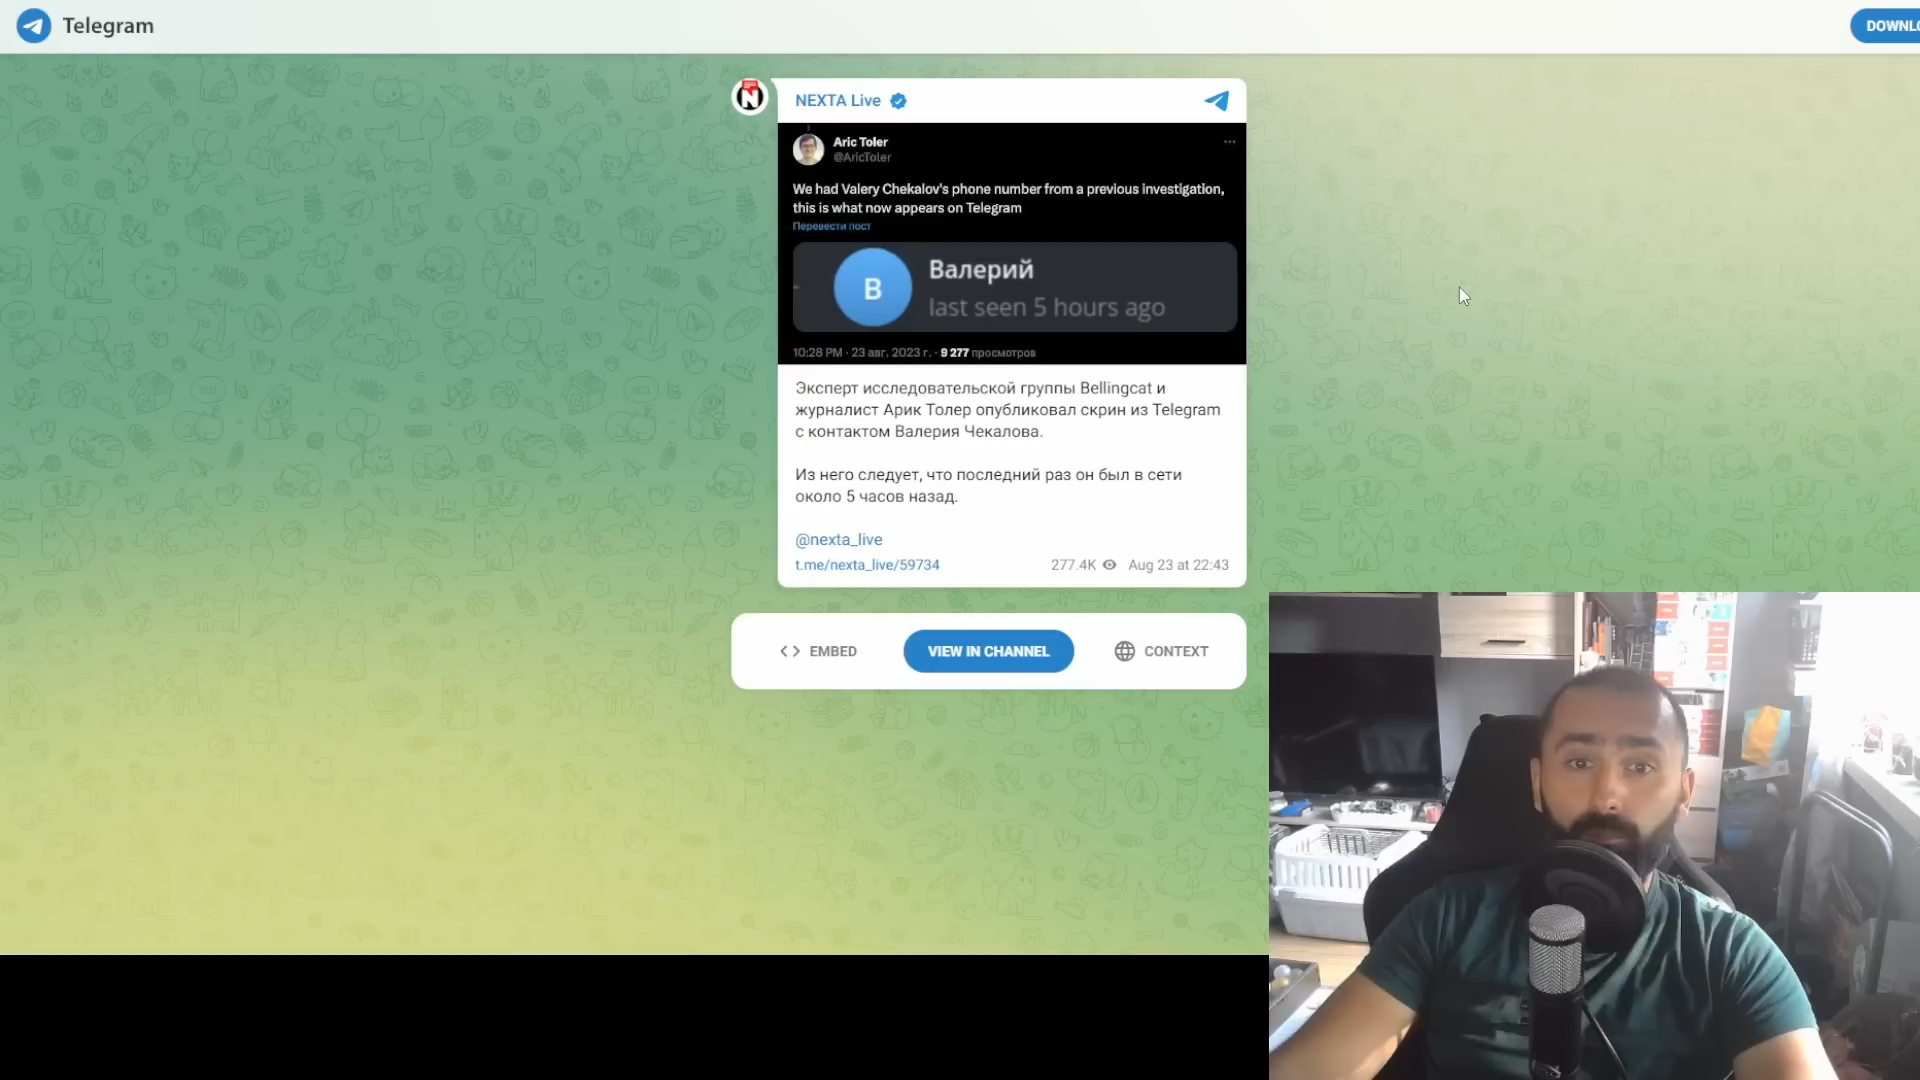 Telegram
DOWNLO
NEXTA Live
N
Aric Toler
@AricToler
We had Valery Chekalov's phone number from a previous investigation,
this is what now appears on Telegram
Перевести пост
В
Валерий
last seen 5 hours ago
10:28 PM · 23 авг. 2023 г. · 9 277 просмотров
Эксперт исследовательской группы Bellingcat и
журналист Арик Толер опубликовал скрин из Telegram
с контактом Валерия Чекалова.
Из него следует, что последний раз он был в сети
около 5 часов назад.
@nexta_live
t.me/nexta_live/59734 277.4K Aug 23 at 22:43
EMBED VIEW IN CHANNEL CONTEXT